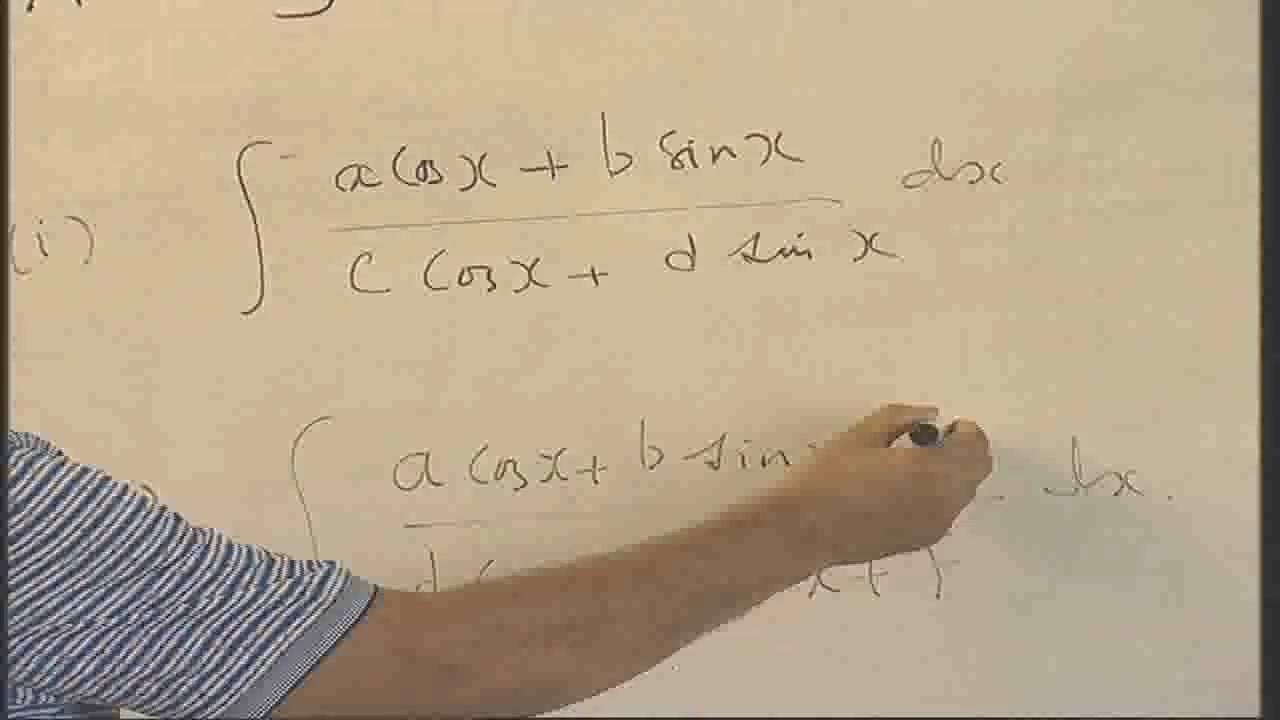 (i) ∫ (a cos x + b sin x) / (c cos x + d sin x) dx
∫ a cos x + b sin dx.
d x + f